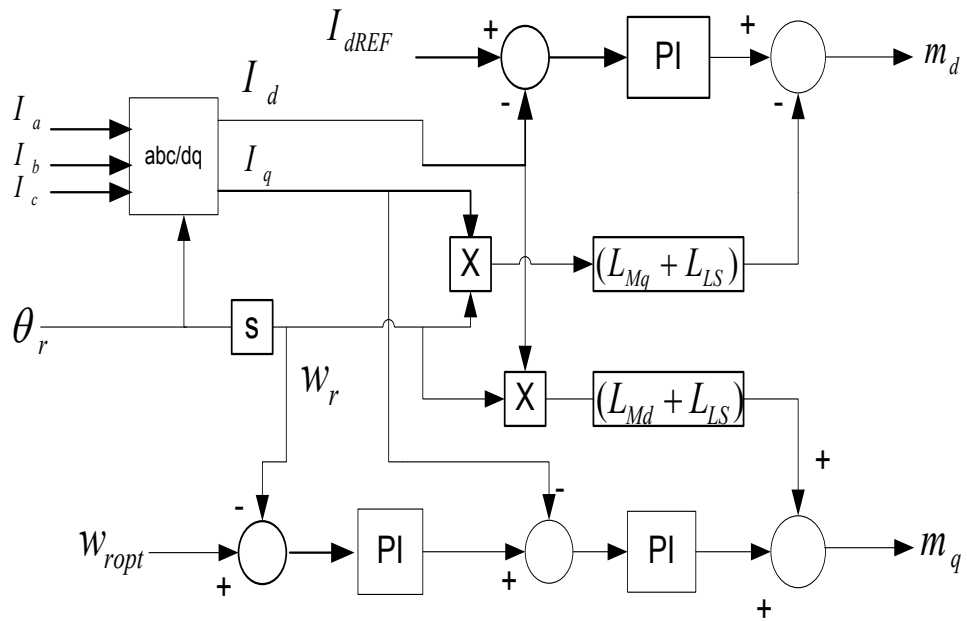 I_dREF
+
-
PI
+
-
m_d
I_d
I_a
I_b
I_c
abc/dq
I_q
X
(L_Mq + L_LS)
θ_r
s
w_r
X
(L_Md + L_LS)
+
-
-
w_ropt
+
PI
+
PI
+
m_q